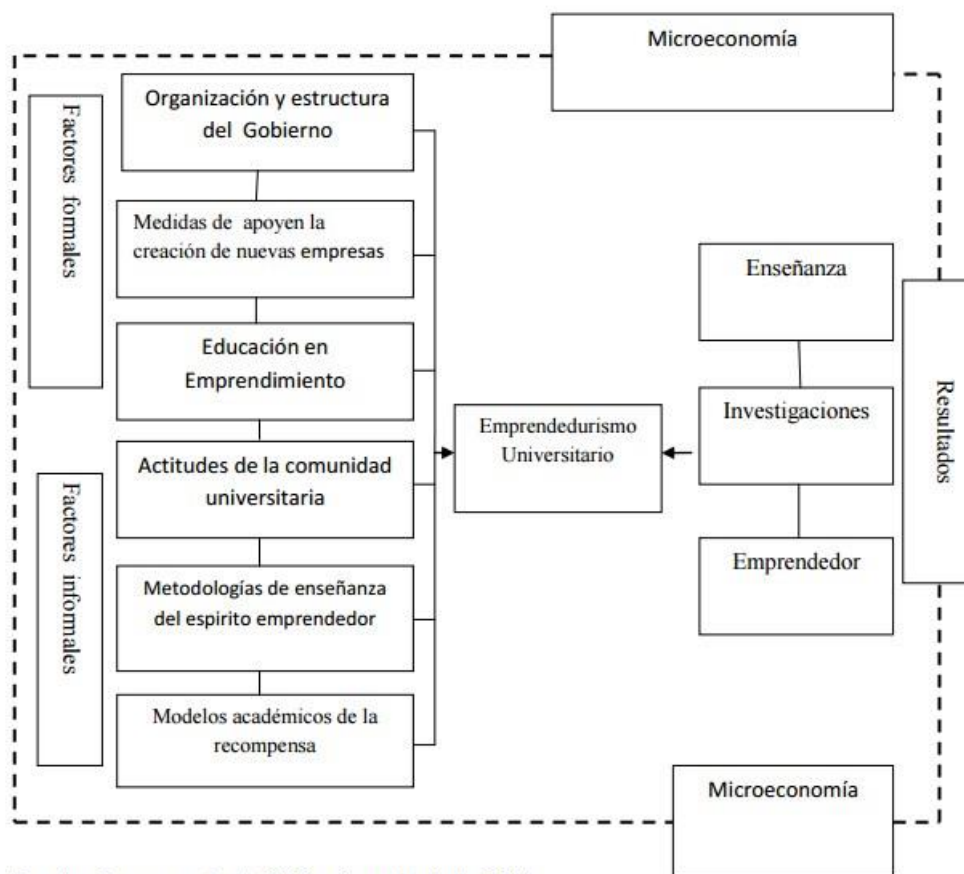 Microeconomía
Factores formales
Organización y estructura
del Gobierno
Medidas de apoyen la
creación de nuevas empresas
Educación en
Emprendimiento
Factores informales
Actitudes de la comunidad
universitaria
Metodologías de enseñanza
del espirito emprendedor
Modelos académicos de la
recompensa
Emprendedurismo
Universitario
Enseñanza
Investigaciones
Emprendedor
Resultados
Microeconomía